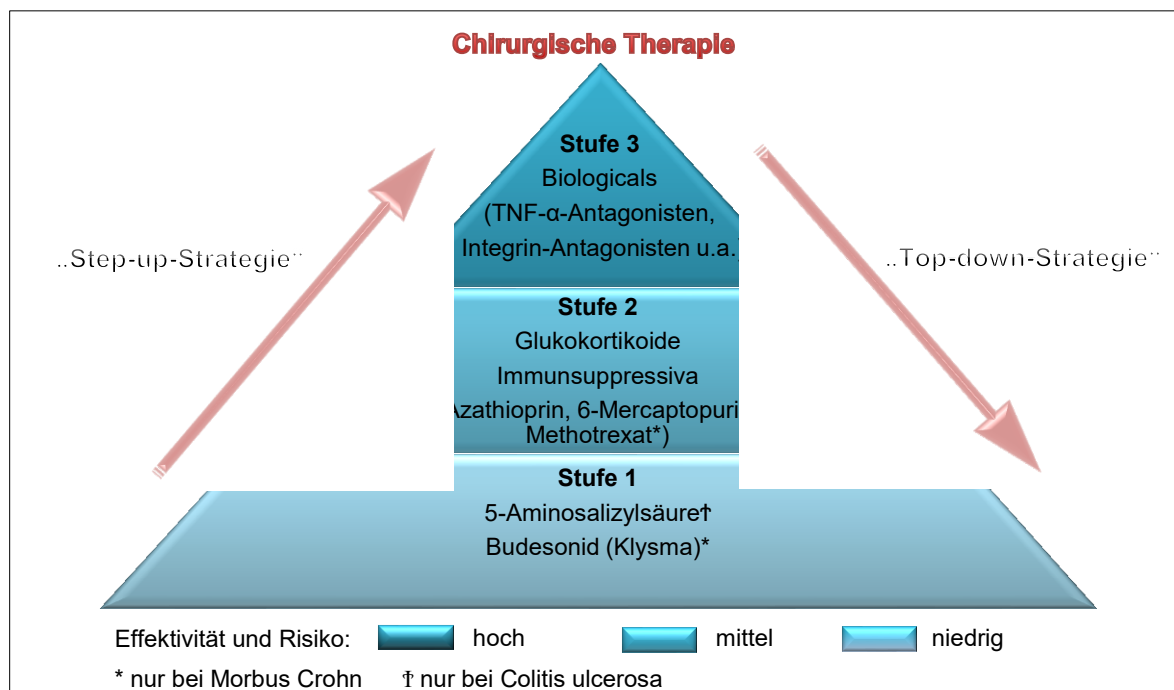 Chirurgische Therapie
Stufe 3
Biologicals
(TNF-α-Antagonisten,
Integrin-Antagonisten u.a.
„Step-up-Strategie“
„Top-down-Strategie“
Stufe 2
Glukokortikoide
Immunsuppressiva
Azathioprin, 6-Mercaptopuri
Methotrexat*)
Stufe 1
5-Aminosalizylsäure☨
Budesonid (Klysma)*
Effektivität und Risiko: hoch mittel niedrig
* nur bei Morbus Crohn ☨ nur bei Colitis ulcerosa